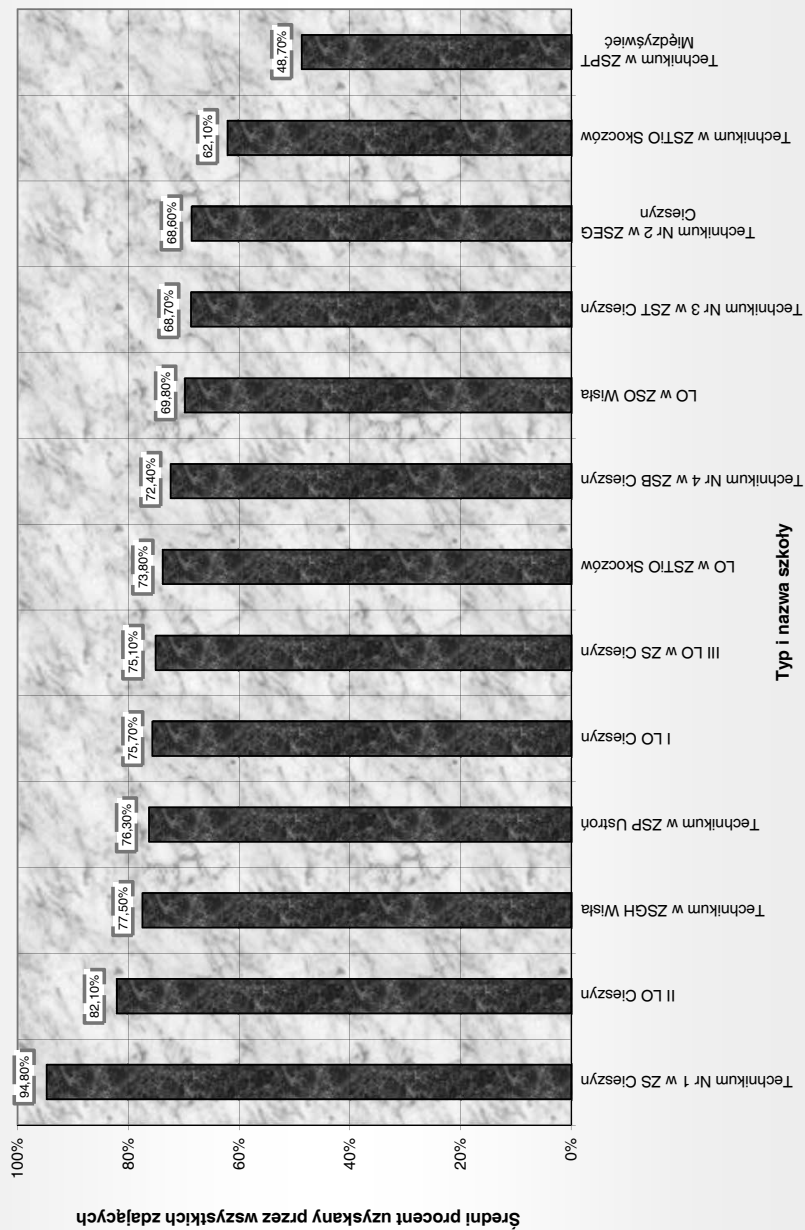 Średni procent uzyskany przez wszystkich zdających
100%
80%
60%
40%
20%
0%
94,80%
82,10%
77,50%
76,30%
75,70%
75,10%
73,80%
72,40%
69,80%
68,70%
68,60%
62,10%
48,70%
Technikum Nr 1 w ZS Cieszyn
II LO Cieszyn
Technikum w ZSGH Wisła
Technikum w ZSP Ustroń
I LO Cieszyn
III LO w ZS Cieszyn
LO w ZSTiO Skoczów
Technikum Nr 4 w ZSB Cieszyn
LO w ZSO Wisła
Technikum Nr 3 w ZST Cieszyn
Technikum Nr 2 w ZSEG
Cieszyn
Technikum w ZSTiO Skoczów
Technikum w ZSPT
Międzyświeć
Typ i nazwa szkoły